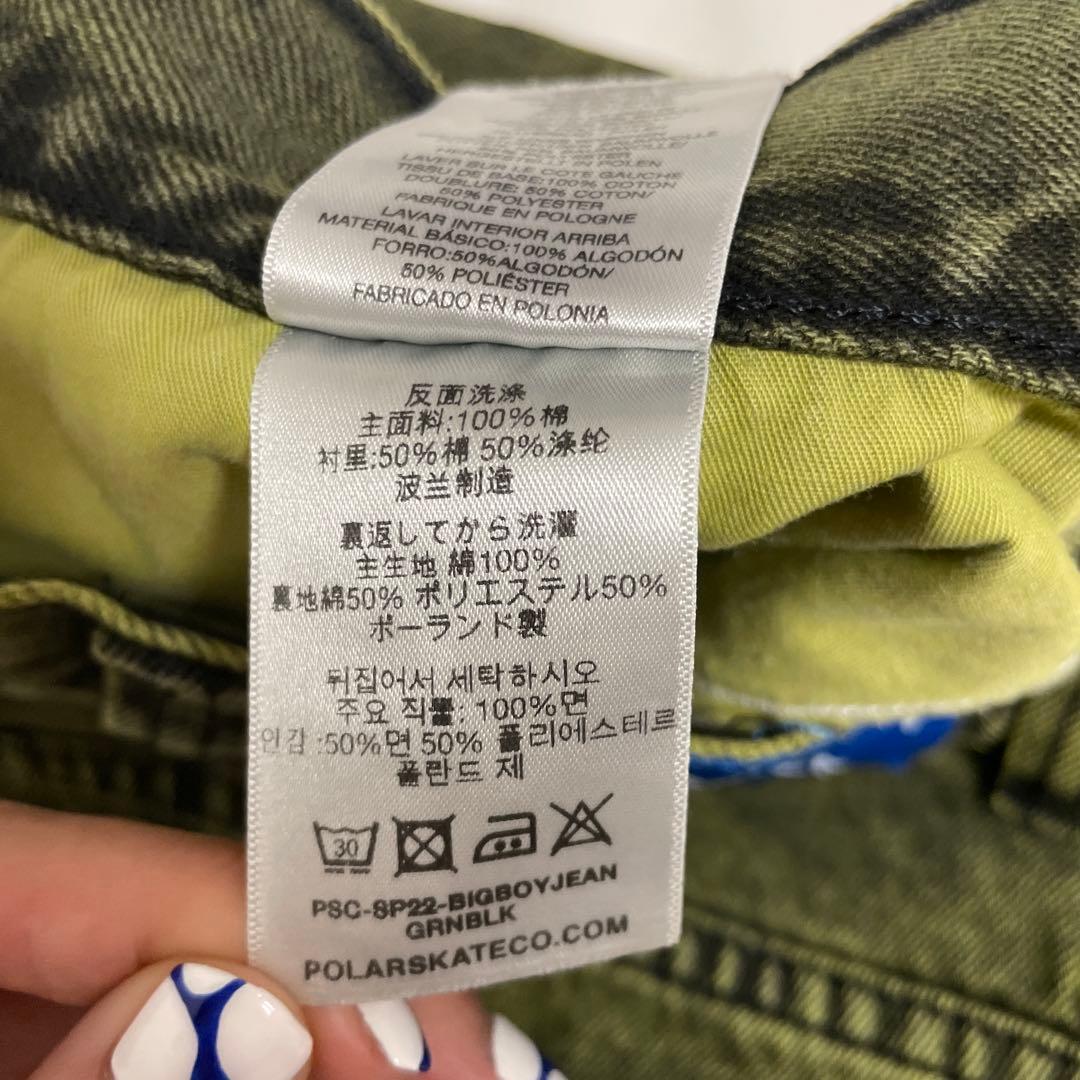 LAVER SUR LE COTE GAUCHE
TISSU DE BASE:100% COTON
DOUBLURE: 50% COTON/
50% POLYESTER
FABRIQUE EN POLOGNE
LAVAR INTERIOR ARRIBA
MATERIAL BÁSICO:100% ALGODÓN
FORRO:50%ALGODÓN/
50% POLIÉSTER
FABRICADO EN POLONIA
反面洗涤
主面料:100%棉
衬里:50%棉 50%涤纶
波兰制造
裏返してから洗濯
主生地 綿100%
裏地綿50% ポリエステル50%
ポーランド製
뒤집어서 세탁하시오
주요 직물: 100%면
안감 :50%면 50% 폴리에스테르
폴란드 제
30
PSC-SP22-BIGBOYJEAN
GRNBLK
POLARSKATECO.COM